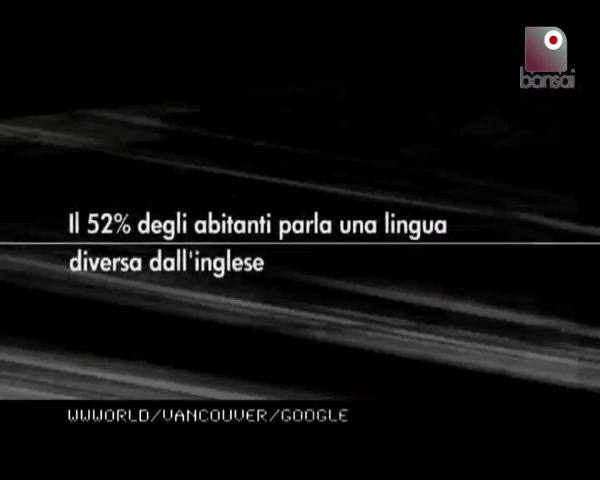 bonsai
Il 52% degli abitanti parla una lingua
diversa dall'inglese
WWWORLD/VANCOUVER/GOOGLE